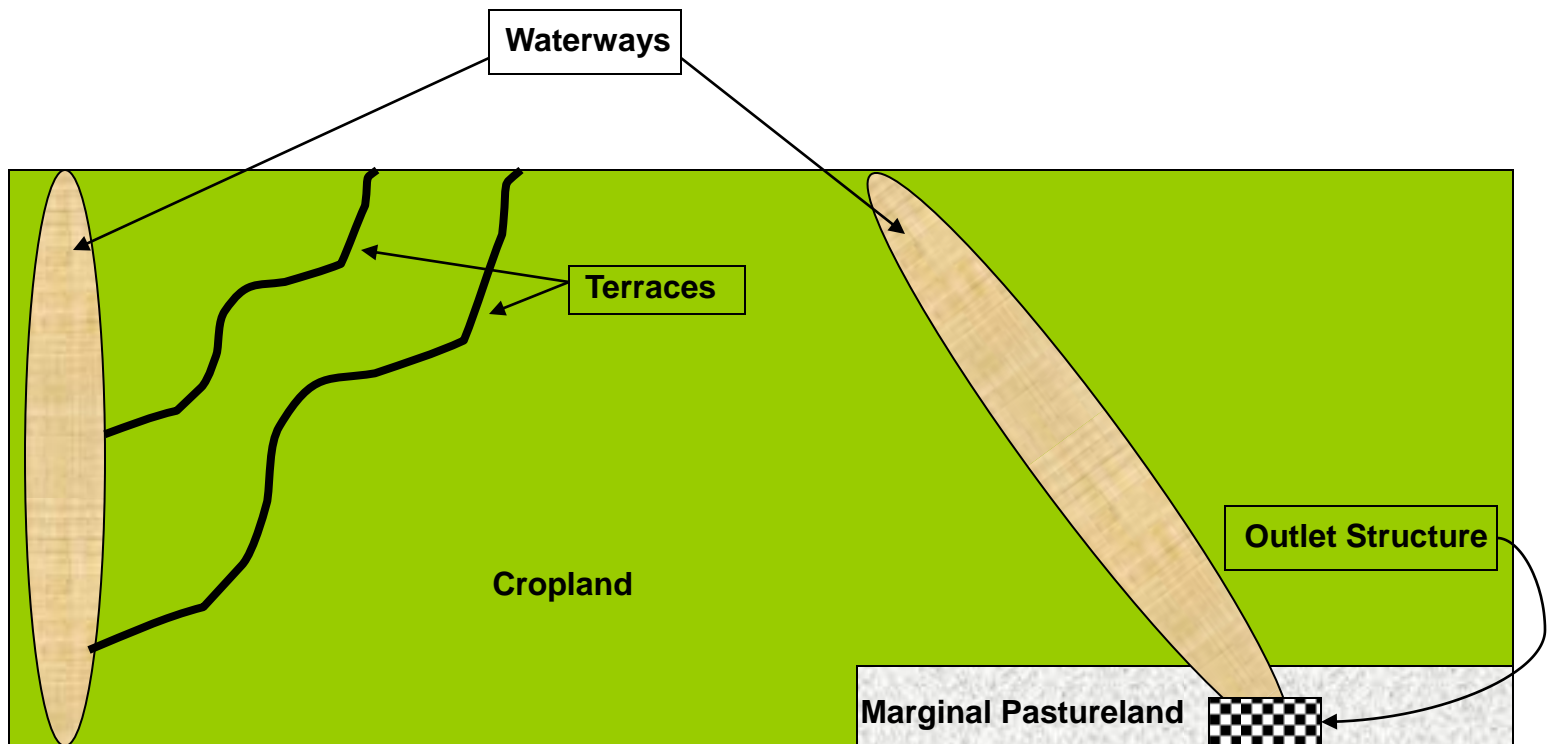 Waterways
Terraces
Outlet Structure
Cropland
Marginal Pastureland